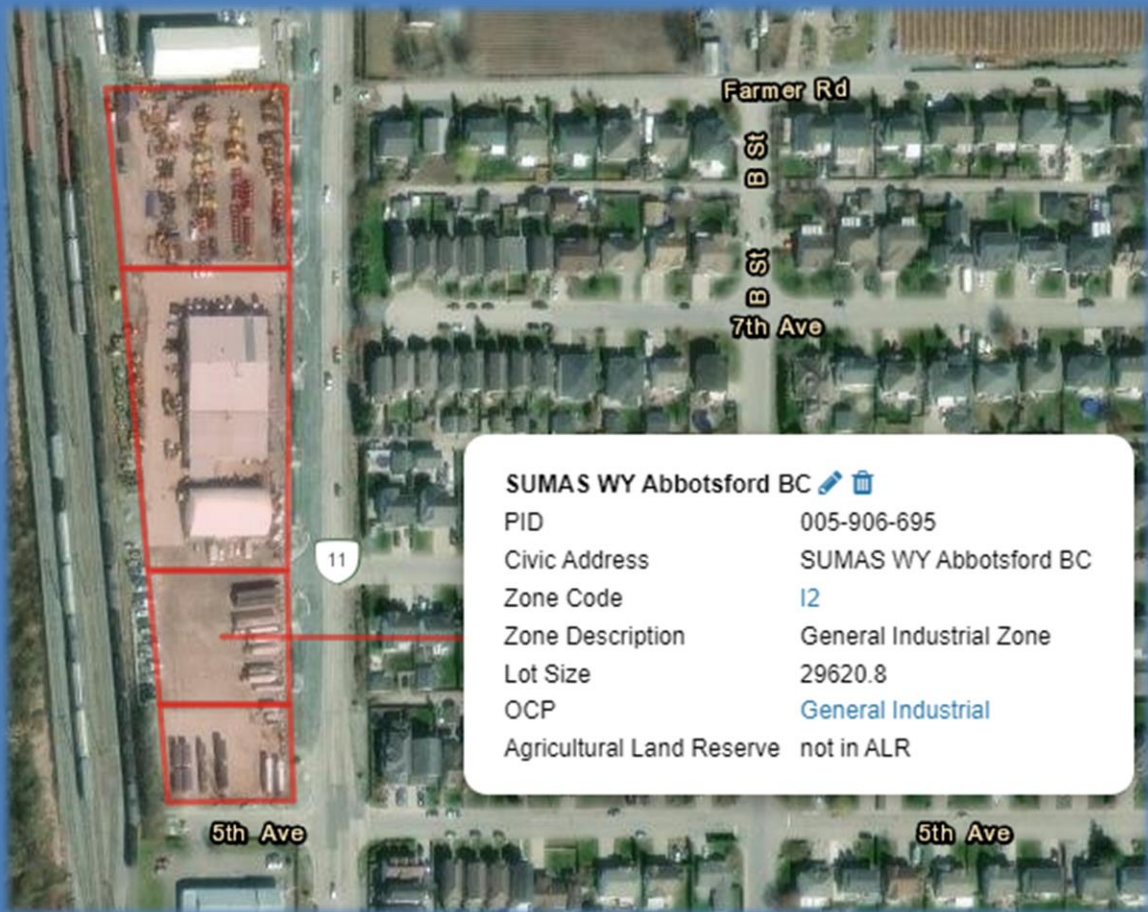 Farmer Rd
B St
B St
7th Ave
11
SUMAS WY Abbotsford BC
PID 005-906-695
Civic Address SUMAS WY Abbotsford BC
Zone Code I2
Zone Description General Industrial Zone
Lot Size 29620.8
OCP General Industrial
Agricultural Land Reserve not in ALR
5th Ave 5th Ave